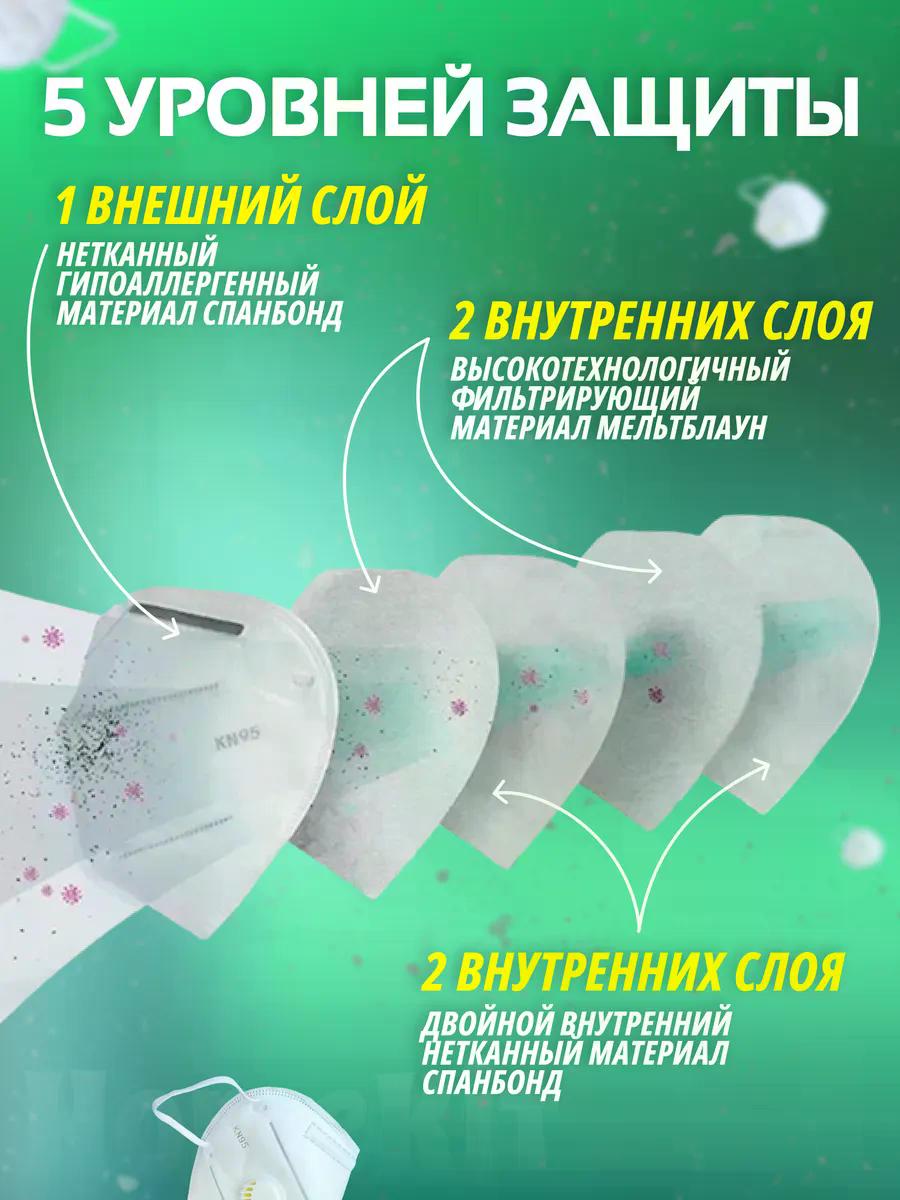 5 УРОВНЕЙ ЗАЩИТЫ
1 ВНЕШНИЙ СЛОЙ
НЕТКАННЫЙ
ГИПОАЛЛЕРГЕННЫЙ
МАТЕРИАЛ СПАНБОНД
2 ВНУТРЕННИХ СЛОЯ
ВЫСОКОТЕХНОЛОГИЧНЫЙ
ФИЛЬТРИРУЮЩИЙ
МАТЕРИАЛ МЕЛЬТБЛАУН
KN95
2 ВНУТРЕННИХ СЛОЯ
ДВОЙНОЙ ВНУТРЕННИЙ
НЕТКАННЫЙ МАТЕРИАЛ
СПАНБОНД
KN95